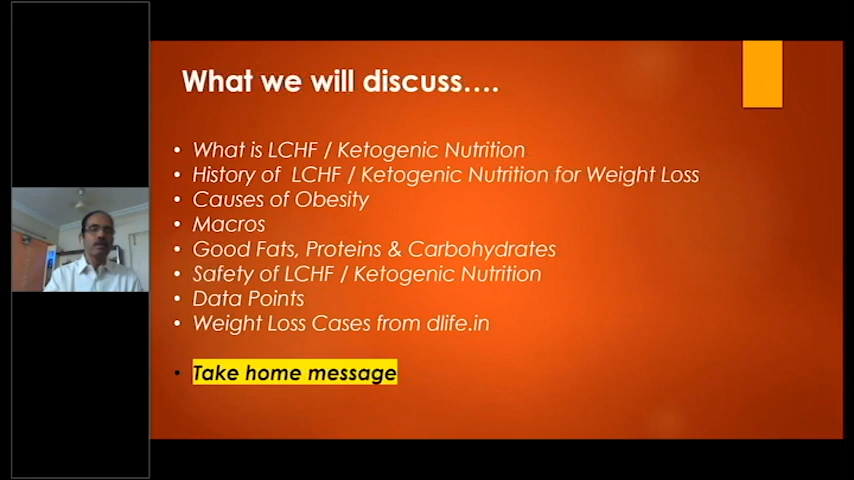 What we will discuss....
• What is LCHF / Ketogenic Nutrition
• History of LCHF / Ketogenic Nutrition for Weight Loss
• Causes of Obesity
• Macros
• Good Fats, Proteins & Carbohydrates
• Safety of LCHF / Ketogenic Nutrition
• Data Points
• Weight Loss Cases from dlife.in
• Take home message